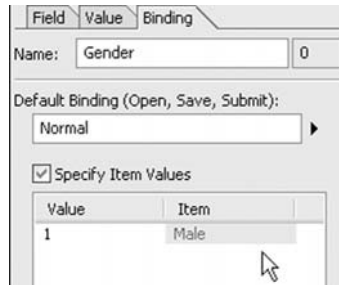 Field Value Binding
Name: Gender 0
Default Binding (Open, Save, Submit):
Normal
Specify Item Values
Value Item
1 Male